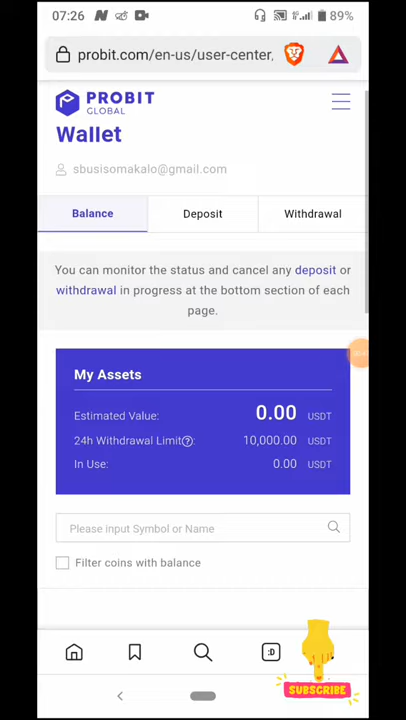 07:26 89%
probit.com/en-us/user-center,
PROBIT
GLOBAL
Wallet
sbusisomakalo@gmail.com
Balance Deposit Withdrawal
You can monitor the status and cancel any deposit or
withdrawal in progress at the bottom section of each
page.
My Assets
Estimated Value: 0.00 USDT
24h Withdrawal Limit?: 10,000.00 USDT
In Use: 0.00 USDT
Please input Symbol or Name
Filter coins with balance
:D
SUBSCRIBE